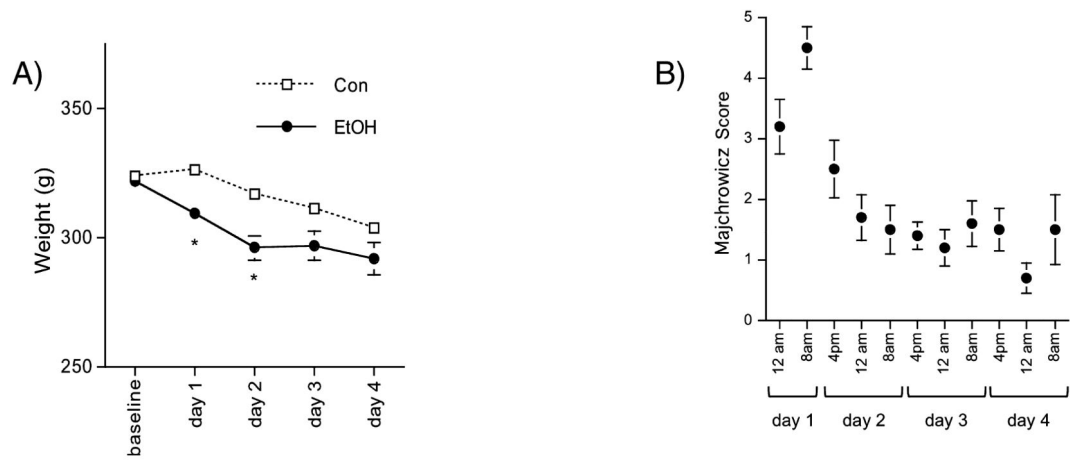 A)
Weight (g)
350
300
250
Con
EtOH
*
*
baseline
day 1
day 2
day 3
day 4
B)
Majchrowicz Score
5
4
3
2
1
0
12 am
8am
4pm
12 am
8am
4pm
12 am
8am
4pm
12 am
8am
day 1
day 2
day 3
day 4